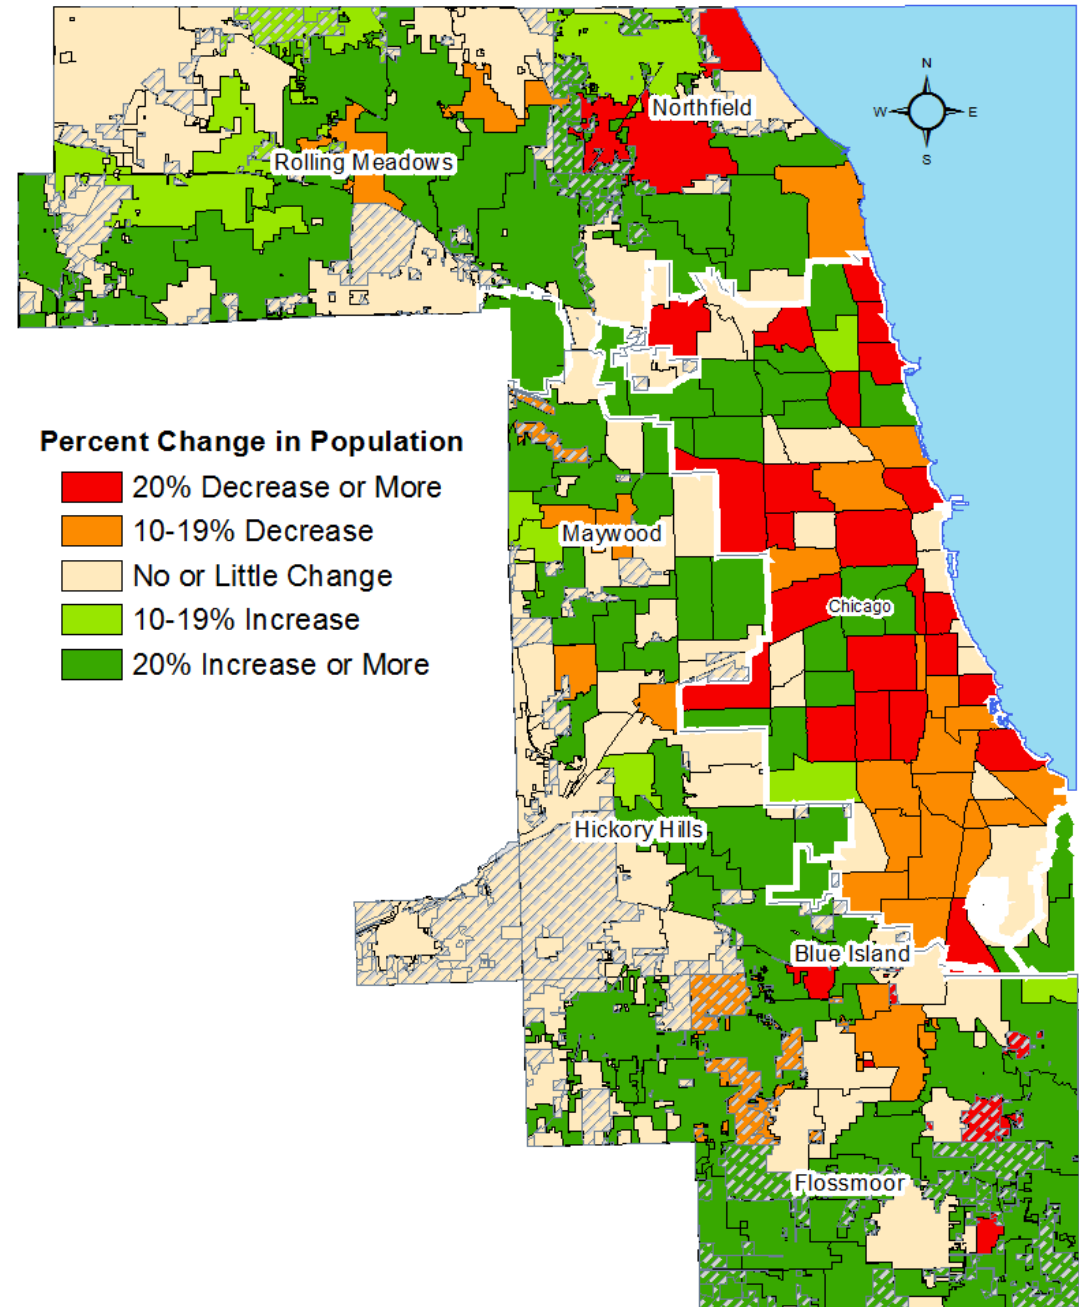 N
W E
S
Northfield
Rolling Meadows
Percent Change in Population
20% Decrease or More
10-19% Decrease
No or Little Change
10-19% Increase
20% Increase or More
Maywood
Chicago
Hickory Hills
Blue Island
Flossmoor